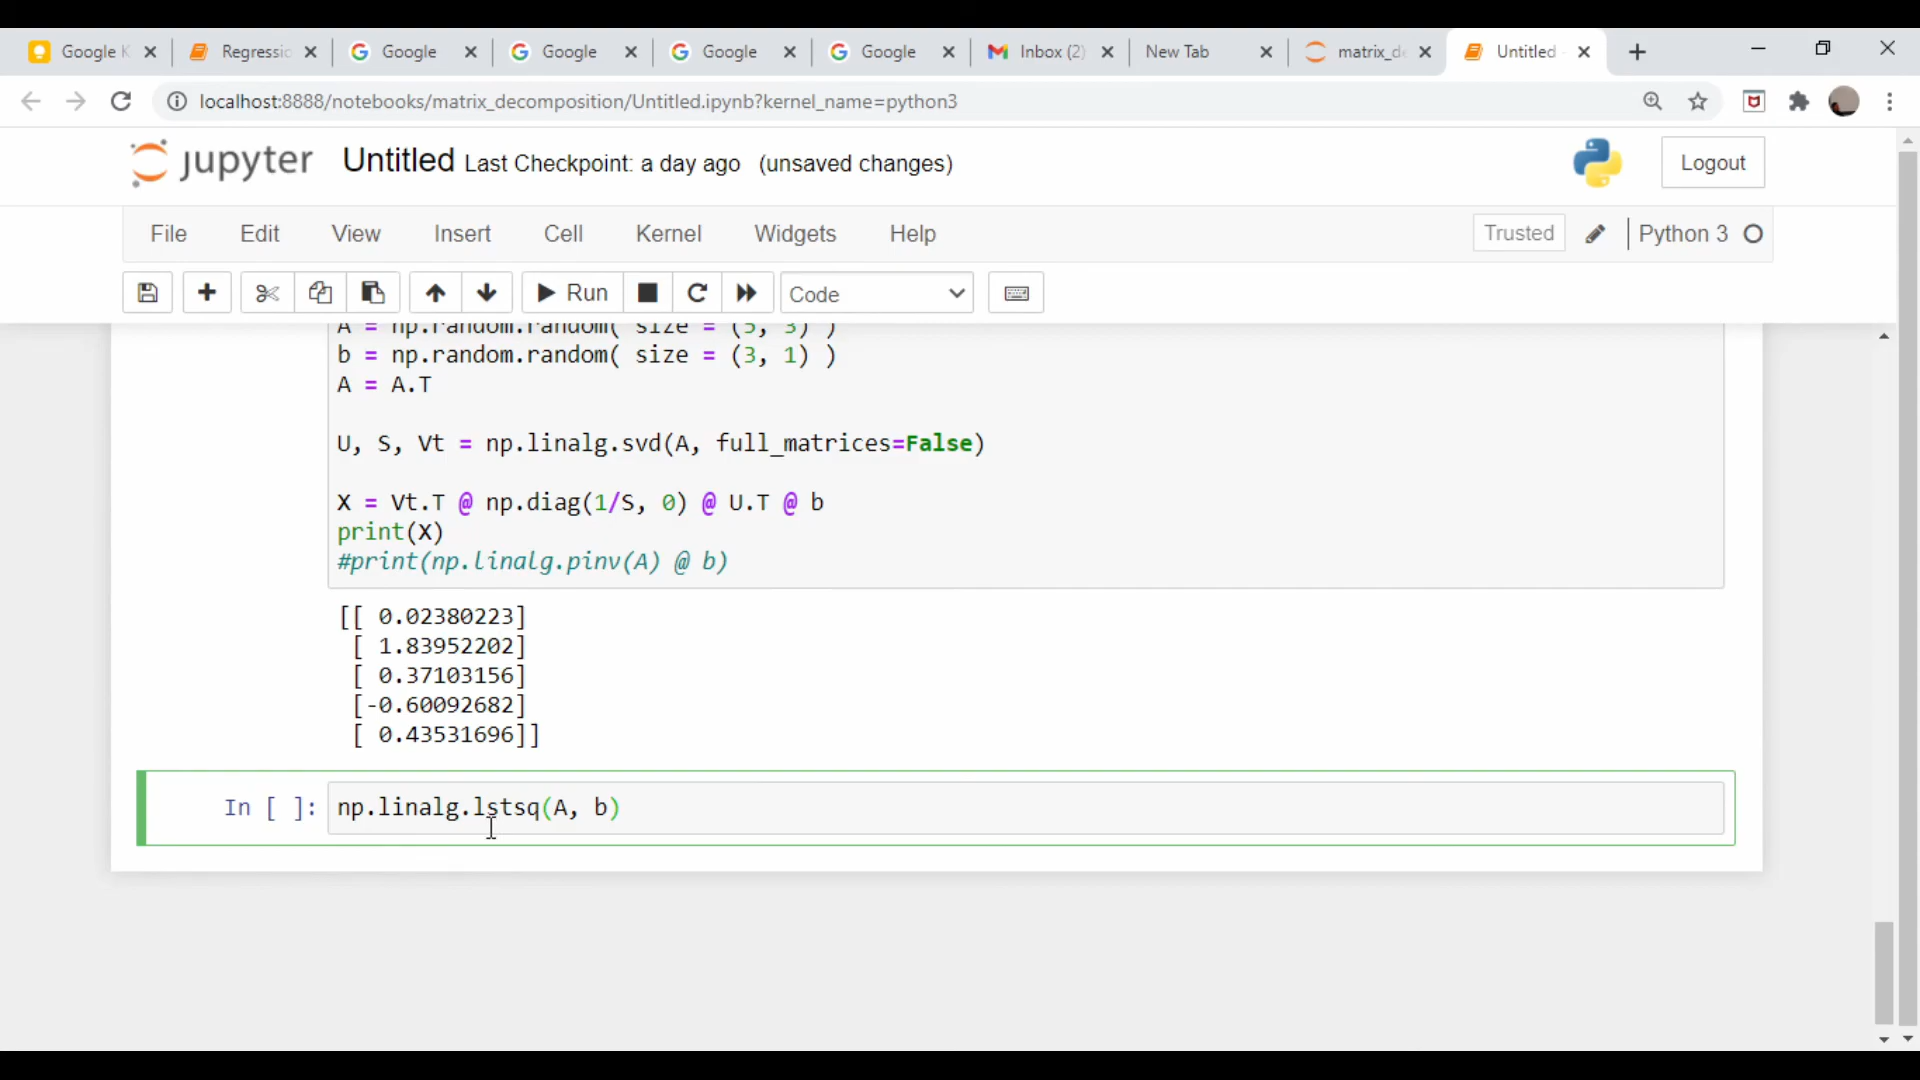 Google K
Regressio
Google
Google
Google
Google
Inbox (2)
New Tab
matrix_de
Untitled
localhost:8888/notebooks/matrix_decomposition/Untitled.ipynb?kernel_name=python3
jupyter Untitled Last Checkpoint: a day ago (unsaved changes)
Logout
File Edit View Insert Cell Kernel Widgets Help
Trusted Python 3
Run Code
A = np.random.random( size = (5, 3) )
b = np.random.random( size = (3, 1) )
A = A.T
U, S, Vt = np.linalg.svd(A, full_matrices=False)
X = Vt.T @ np.diag(1/S, 0) @ U.T @ b
print(X)
#print(np.linalg.pinv(A) @ b)
[[ 0.02380223]
[ 1.83952202]
[ 0.37103156]
[-0.60092682]
[ 0.43531696]]
In [ ]: np.linalg.lstsq(A, b)